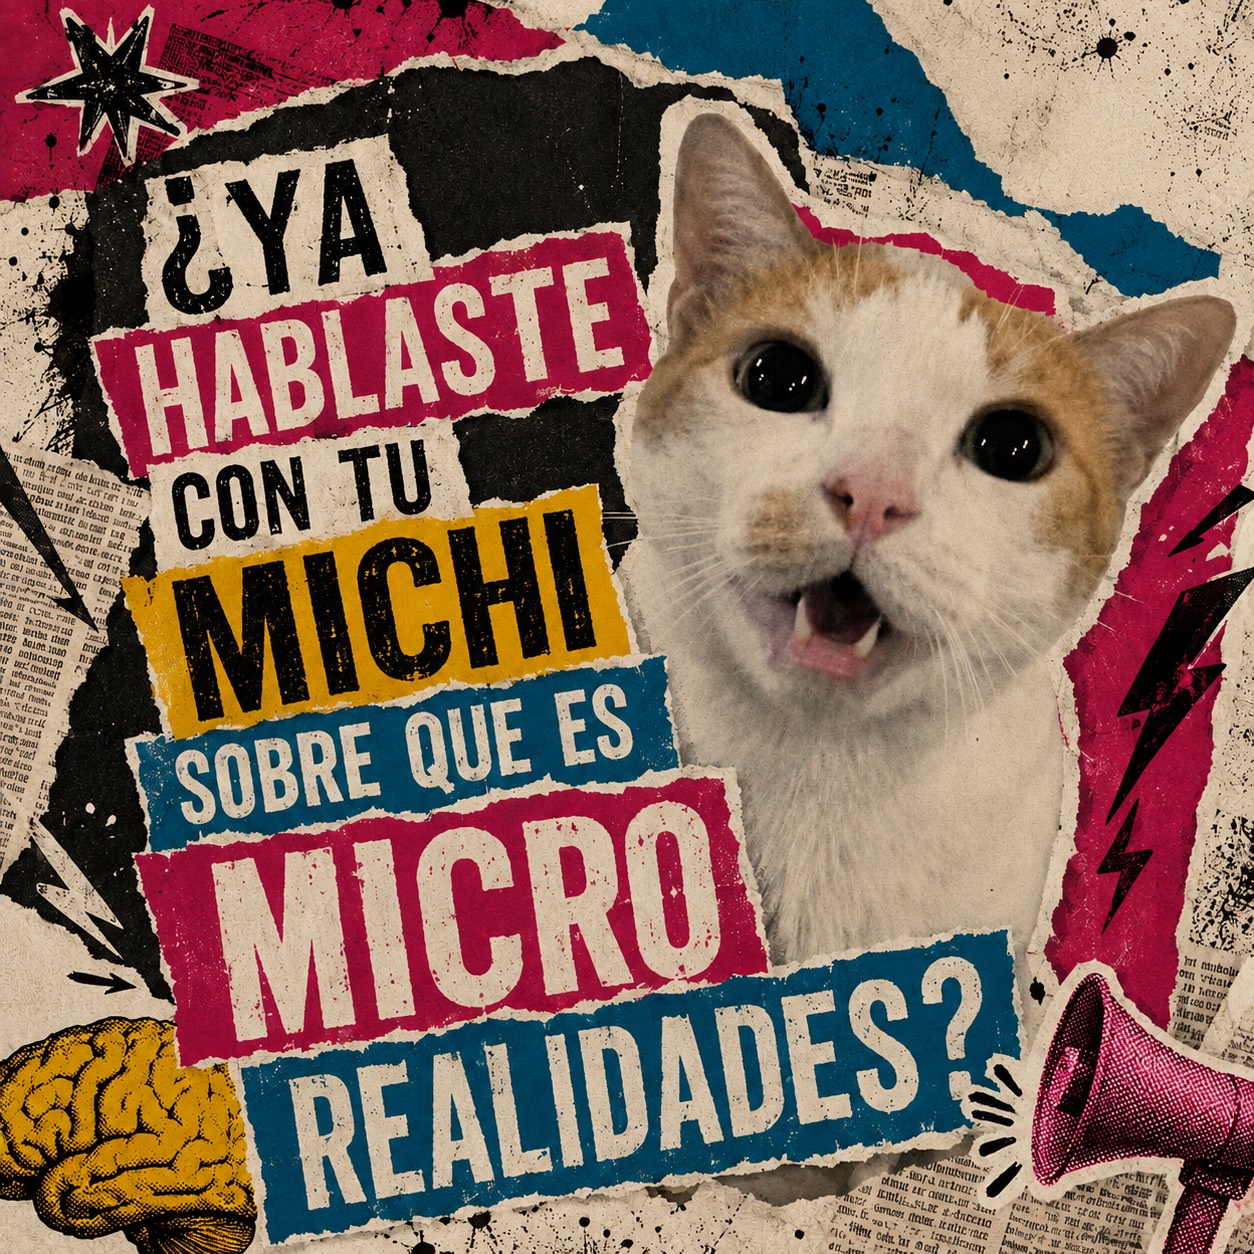 ¿YA
HABLASTE
CON TU
MICHI
SOBRE QUE ES
MICRO
REALIDADES?